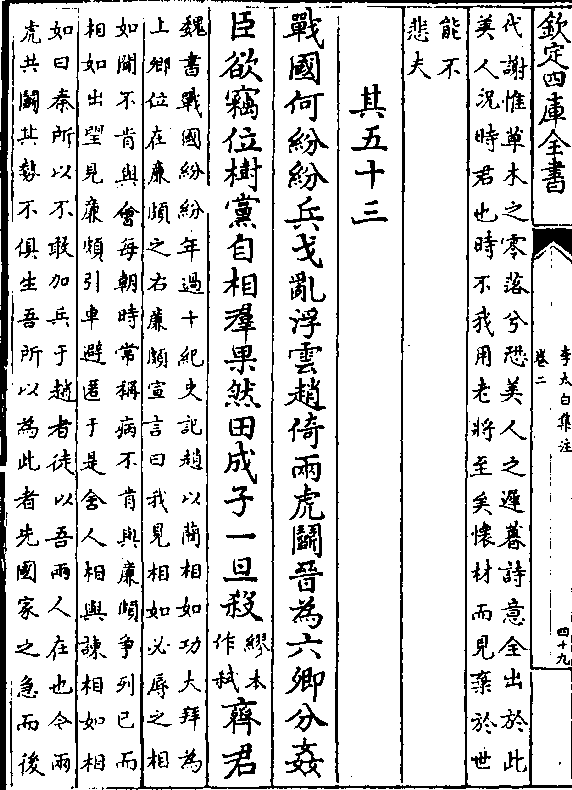 欽定四庫全書
李太白集注
卷二
四十九
代謝惟草木之零落兮恐美人之遲暮詩意全出於此
美人況時君也時不我用老將至矣懷材而見棄於世
能不
悲夫
其五十三
戰國何紛紛兵戈亂浮雲趙倚兩虎鬭晉為六卿分姦
臣欲竊位樹黨自相羣果然田成子一旦殺繆本作弑齊君
魏書戰國紛紛年過十紀史記趙以藺相如功大拜為
上卿位在廉頗之右廉頗宣言曰我見相如必辱之相
如聞不肯與會每朝時常稱病不肯與廉頗争列已而
相如出望見廉頗引車避匿于是舍人相與諫相如相
如曰秦所以不敢加兵于趙者徒以吾兩人在也今兩
虎共鬭其勢不俱生吾所以為此者先國家之急而後